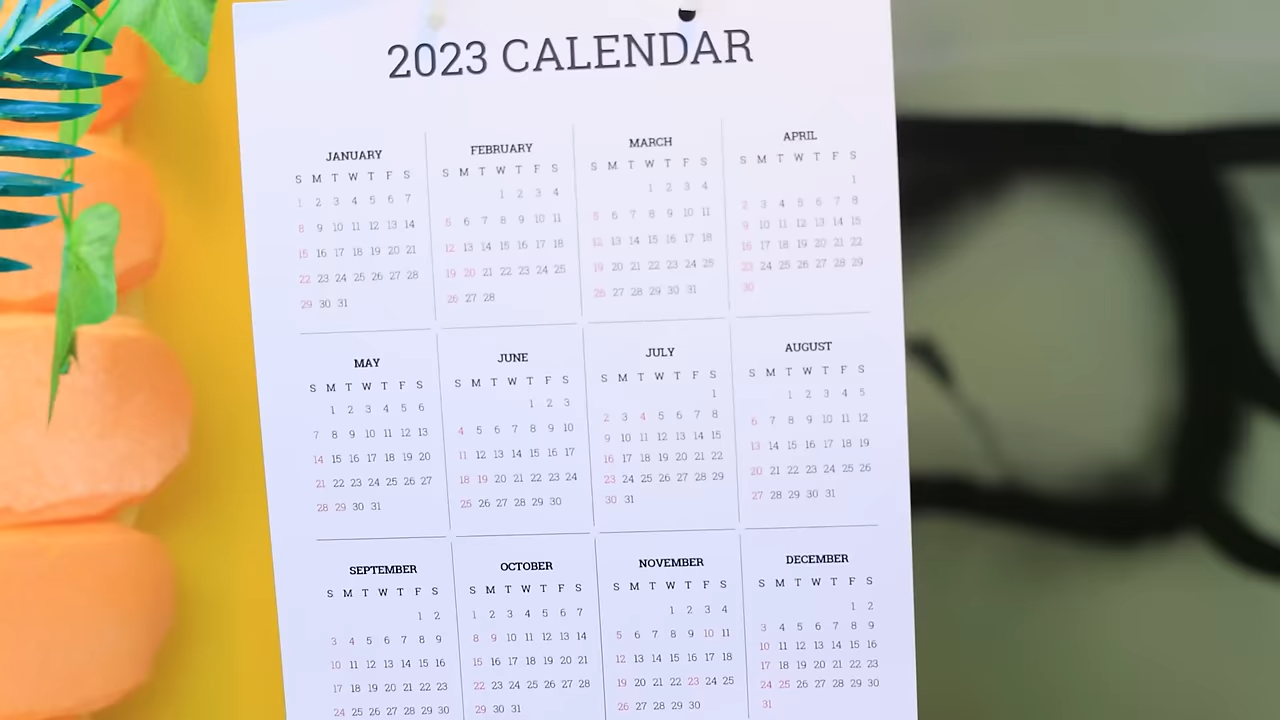 2023 CALENDAR
JANUARY
S M T W T F S
1 2 3 4 5 6 7
8 9 10 11 12 13 14
15 16 17 18 19 20 21
22 23 24 25 26 27 28
29 30 31
FEBRUARY
S M T W T F S
1 2 3 4
5 6 7 8 9 10 11
12 13 14 15 16 17 18
19 20 21 22 23 24 25
26 27 28
MARCH
S M T W T F S
1 2 3 4
5 6 7 8 9 10 11
12 13 14 15 16 17 18
19 20 21 22 23 24 25
26 27 28 29 30 31
APRIL
S M T W T F S
1
2 3 4 5 6 7 8
9 10 11 12 13 14 15
16 17 18 19 20 21 22
23 24 25 26 27 28 29
30
MAY
S M T W T F S
1 2 3 4 5 6
7 8 9 10 11 12 13
14 15 16 17 18 19 20
21 22 23 24 25 26 27
28 29 30 31
JUNE
S M T W T F S
1 2 3
4 5 6 7 8 9 10
11 12 13 14 15 16 17
18 19 20 21 22 23 24
25 26 27 28 29 30
JULY
S M T W T F S
1
2 3 4 5 6 7 8
9 10 11 12 13 14 15
16 17 18 19 20 21 22
23 24 25 26 27 28 29
30 31
AUGUST
S M T W T F S
1 2 3 4 5
6 7 8 9 10 11 12
13 14 15 16 17 18 19
20 21 22 23 24 25 26
27 28 29 30 31
SEPTEMBER
S M T W T F S
1 2
3 4 5 6 7 8 9
10 11 12 13 14 15 16
17 18 19 20 21 22 23
24 25 26 27 28 29 30
OCTOBER
S M T W T F S
1 2 3 4 5 6 7
8 9 10 11 12 13 14
15 16 17 18 19 20 21
22 23 24 25 26 27 28
29 30 31
NOVEMBER
S M T W T F S
1 2 3 4
5 6 7 8 9 10 11
12 13 14 15 16 17 18
19 20 21 22 23 24 25
26 27 28 29 30
DECEMBER
S M T W T F S
1 2
3 4 5 6 7 8 9
10 11 12 13 14 15 16
17 18 19 20 21 22 23
24 25 26 27 28 29 30
31